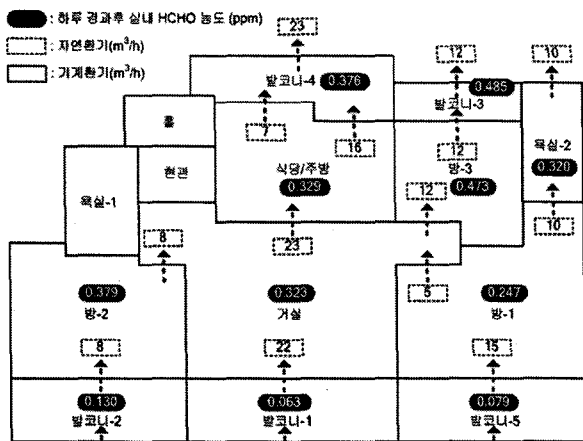 : 하루 경과후 실내 HCHO 농도 (ppm)
: 자연환기(m³/h)
: 기계환기(m³/h)
23
12
10
발코니-4 0.376
0.485
발코니-3
홀
7
16
12
욕실-2
0.320
현관
식당/주방
0.329
방-3
0.473
욕실-1
8
23
12
10
5
0.379
방-2
0.323
거실
0.247
방-1
8
22
15
0.130
발코니-2
0.063
발코니-1
0.079
발코니-5